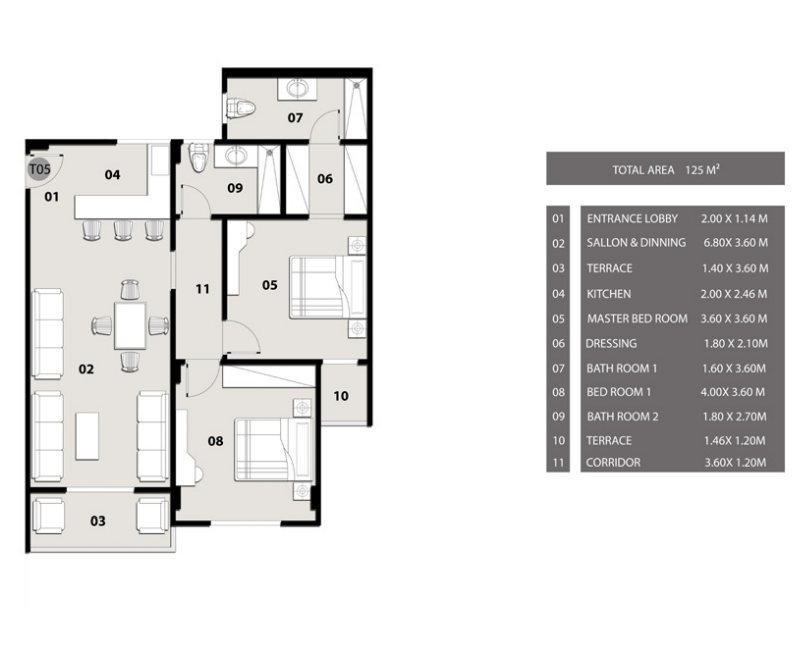 07
T05
04
01
09
06
11
05
02
10
08
03
TOTAL AREA 125 M²
01 ENTRANCE LOBBY 2.00 X 1.14 M
02 SALLON & DINNING 6.80X 3.60 M
03 TERRACE 1.40 X 3.60 M
04 KITCHEN 2.00 X 2.46 M
05 MASTER BED ROOM 3.60 X 3.60 M
06 DRESSING 1.80 X 2.10M
07 BATH ROOM 1 1.60 X 3.60M
08 BED ROOM 1 4.00X 3.60 M
09 BATH ROOM 2 1.80 X 2.70M
10 TERRACE 1.46X 1.20M
11 CORRIDOR 3.60X 1.20M